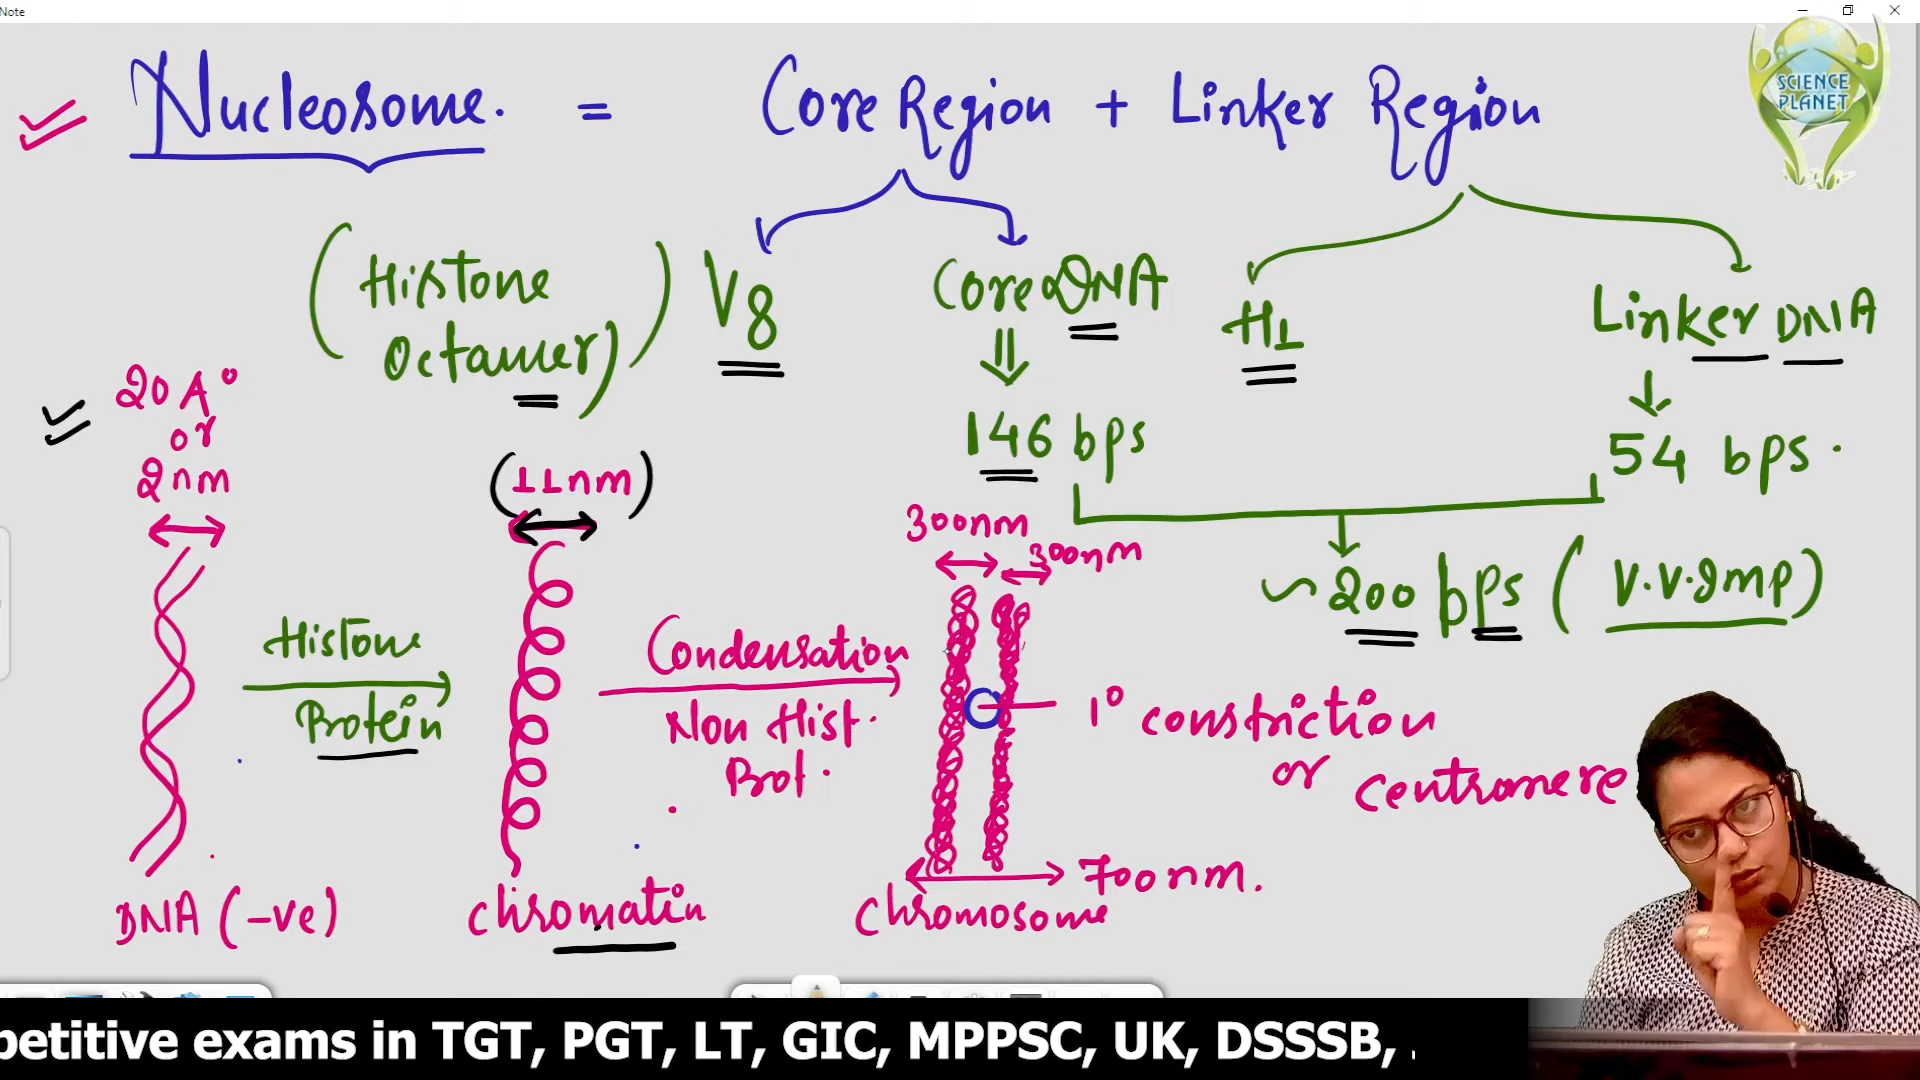 Note
Nucleosome. = Core Region + Linker Region
SCIENCE
PLANET
(Histone
Octamer) V8
Core DNA
H1
Linker DNA
146 bps
54 bps.
~200 bps (V.V.Imp)
20 A°
or
2nm
(11nm)
300nm
300nm
Histone
Protein
Condensation
Non Hist.
Prot.
1° constriction
or centromere
700nm.
DNA (-ve)
chromatin
chromosome
petitive exams in TGT, PGT, LT, GIC, MPPSC, UK, DSSSB,